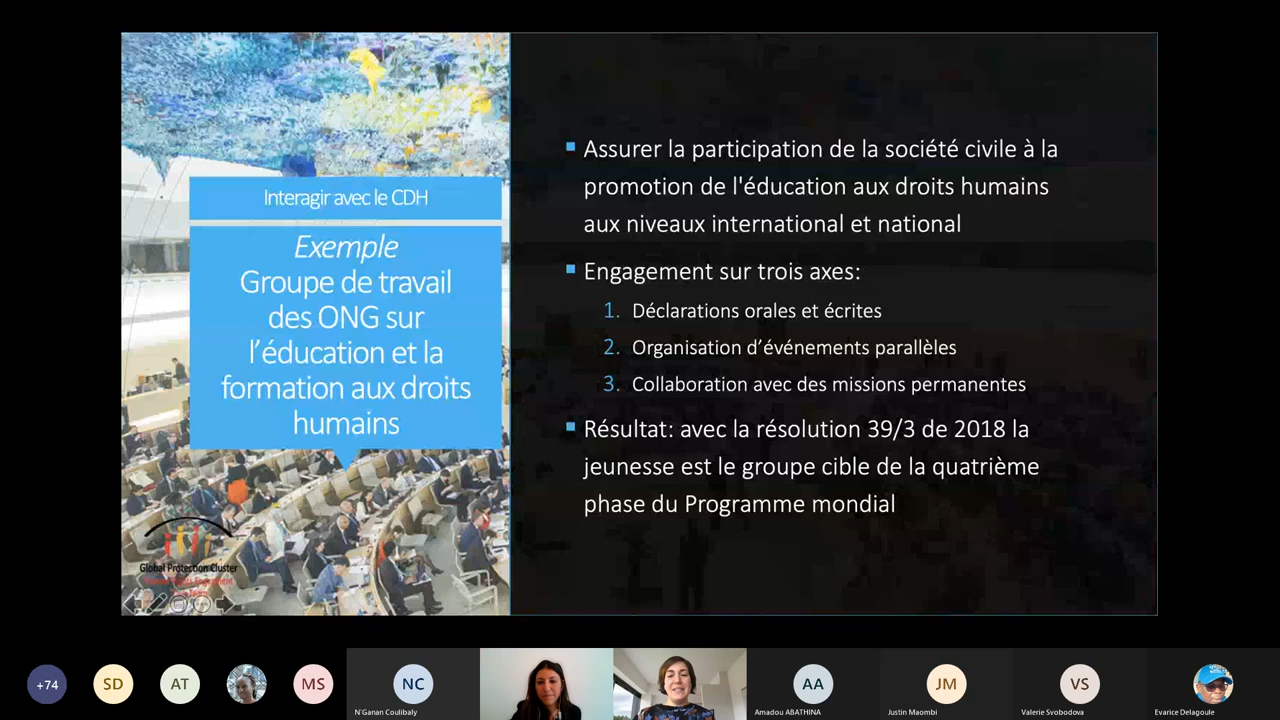 Interagir avec le CDH
Exemple
Groupe de travail
des ONG sur
l’éducation et la
formation aux droits
humains
Assurer la participation de la société civile à la
promotion de l'éducation aux droits humains
aux niveaux international et national
Engagement sur trois axes:
1. Déclarations orales et écrites
2. Organisation d’événements parallèles
3. Collaboration avec des missions permanentes
Résultat: avec la résolution 39/3 de 2018 la
jeunesse est le groupe cible de la quatrième
phase du Programme mondial
Global Protection Cluster
+74
SD
AT
MS
NC
N'Ganan Coulibaly
AA
Amadou ABATHINA
JM
Justin Maombi
VS
Valerie Svobodova
Evarice Delagoule